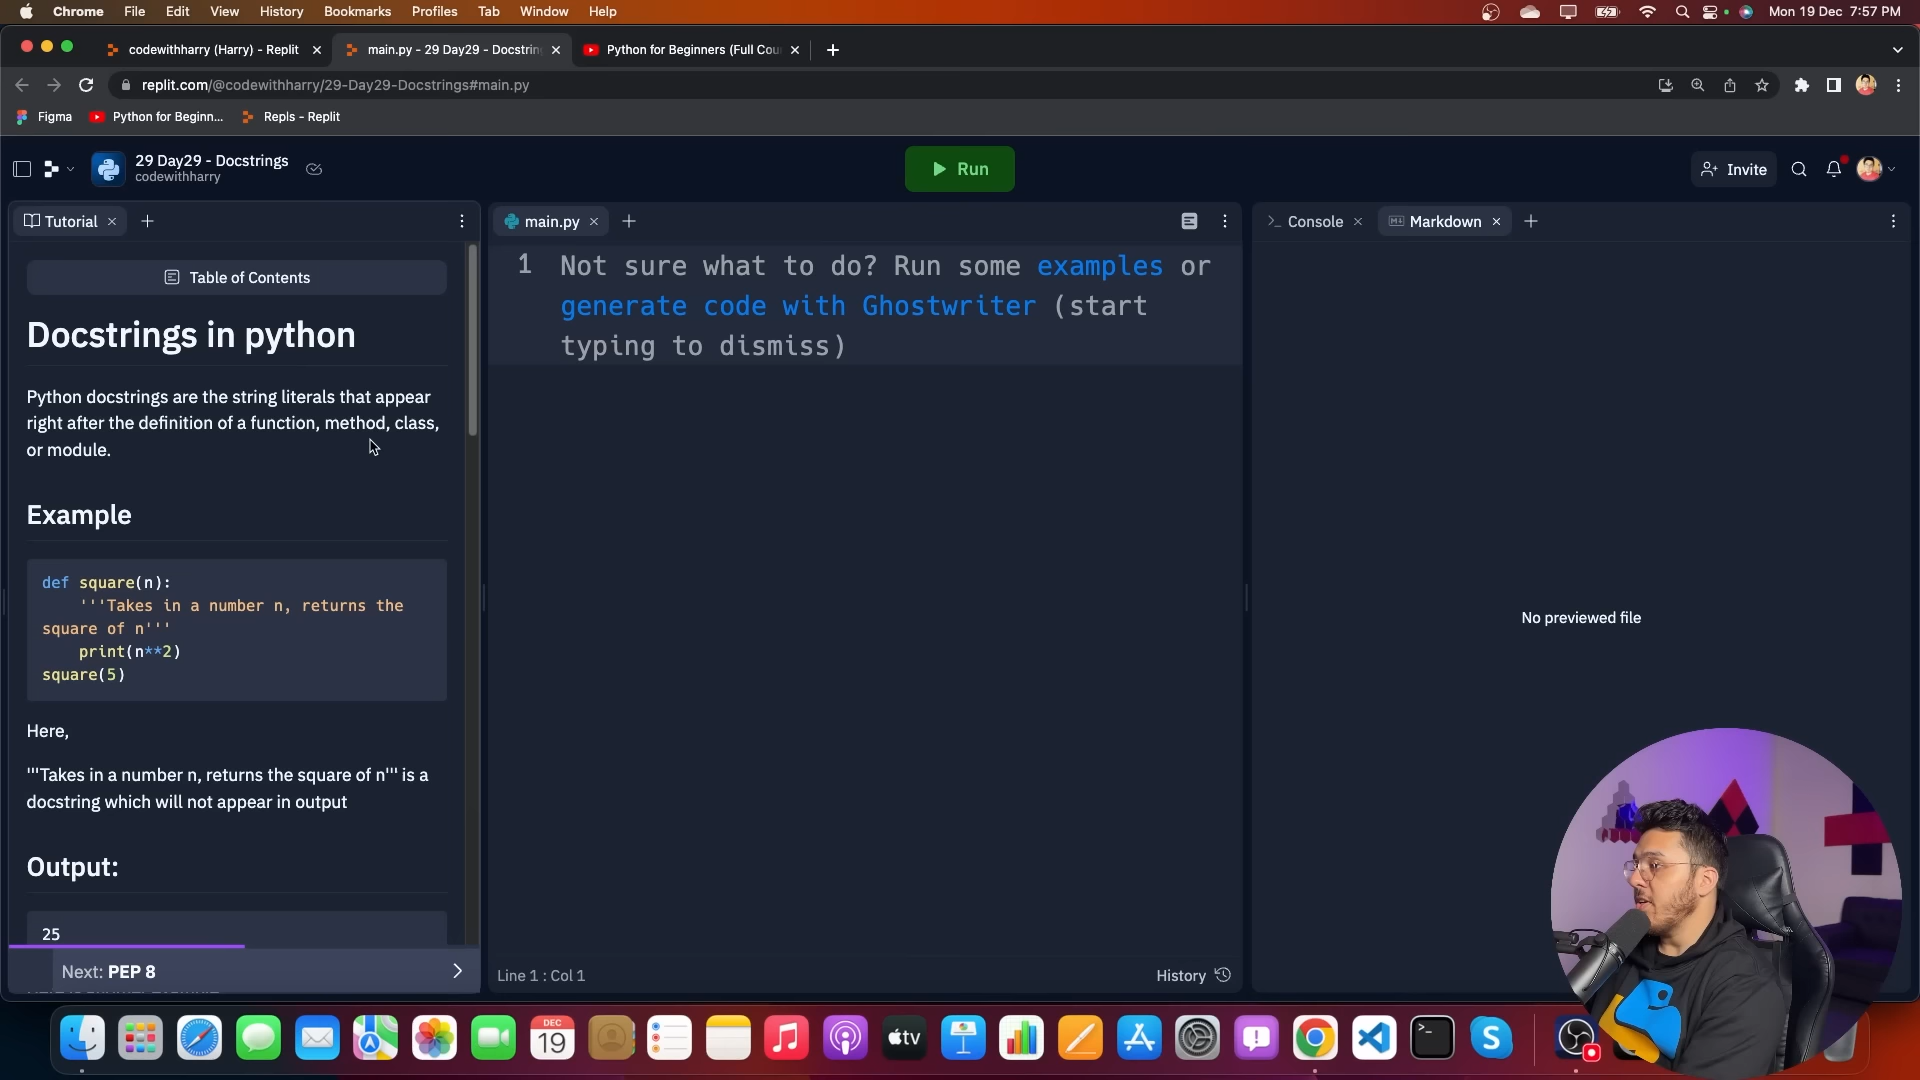 Chrome File Edit View History Bookmarks Profiles Tab Window Help Mon 19 Dec 7:57 PM
codewithharry (Harry) - Replit main.py - 29 Day29 - Docstrin Python for Beginners (Full Cou
replit.com/@codewithharry/29-Day29-Docstrings#main.py
Figma Python for Beginn... Repls - Replit
29 Day29 - Docstrings
codewithharry
Run
Invite
Tutorial
Table of Contents
Docstrings in python
Python docstrings are the string literals that appear
right after the definition of a function, method, class,
or module.
Example
def square(n):
'''Takes in a number n, returns the
square of n'''
print(n**2)
square(5)
Here,
'''Takes in a number n, returns the square of n''' is a
docstring which will not appear in output
Output:
25
Next: PEP 8
main.py
1 Not sure what to do? Run some examples or
generate code with Ghostwriter (start
typing to dismiss)
Line 1 : Col 1 History
Console Markdown
No previewed file
DEC
19
tv